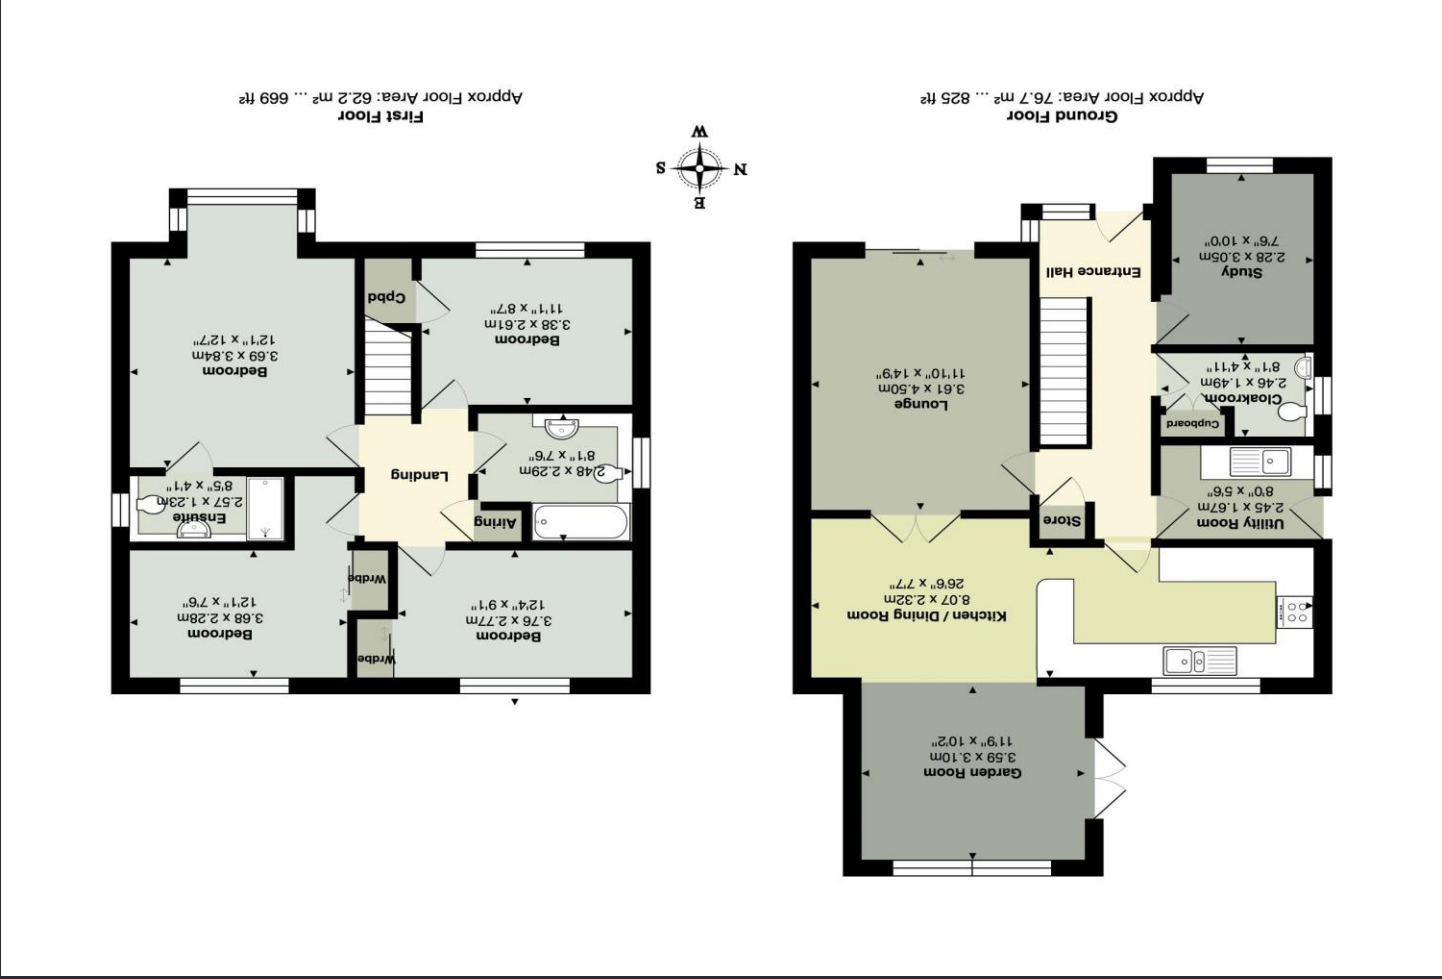 Garden Room
3.59 x 3.10m
11'9" x 10'2"
Kitchen / Dining Room
8.07 x 2.32m
26'6" x 7'7"
Utility Room
2.45 x 1.67m
8'0" x 5'6"
Store
Cupboard
Cloakroom
2.46 x 1.49m
8'1" x 4'11"
Lounge
3.61 x 4.50m
11'10" x 14'9"
Study
2.28 x 3.05m
7'6" x 10'0"
Entrance Hall
Ground Floor
Approx Floor Area: 76.7 m² ... 825 ft²
E
N
S
W
Bedroom
3.76 x 2.77m
12'4" x 9'1"
Wrdbe
Wrdbe
Bedroom
3.68 x 2.28m
12'1" x 7'6"
Airing
Ensuite
2.57 x 1.23m
8'5" x 4'1"
Landing
2.48 x 2.29m
8'1" x 7'6"
Bedroom
3.69 x 3.84m
12'1" x 12'7"
Bedroom
3.38 x 2.61m
11'1" x 8'7"
Cpbd
First Floor
Approx Floor Area: 62.2 m² ... 669 ft²